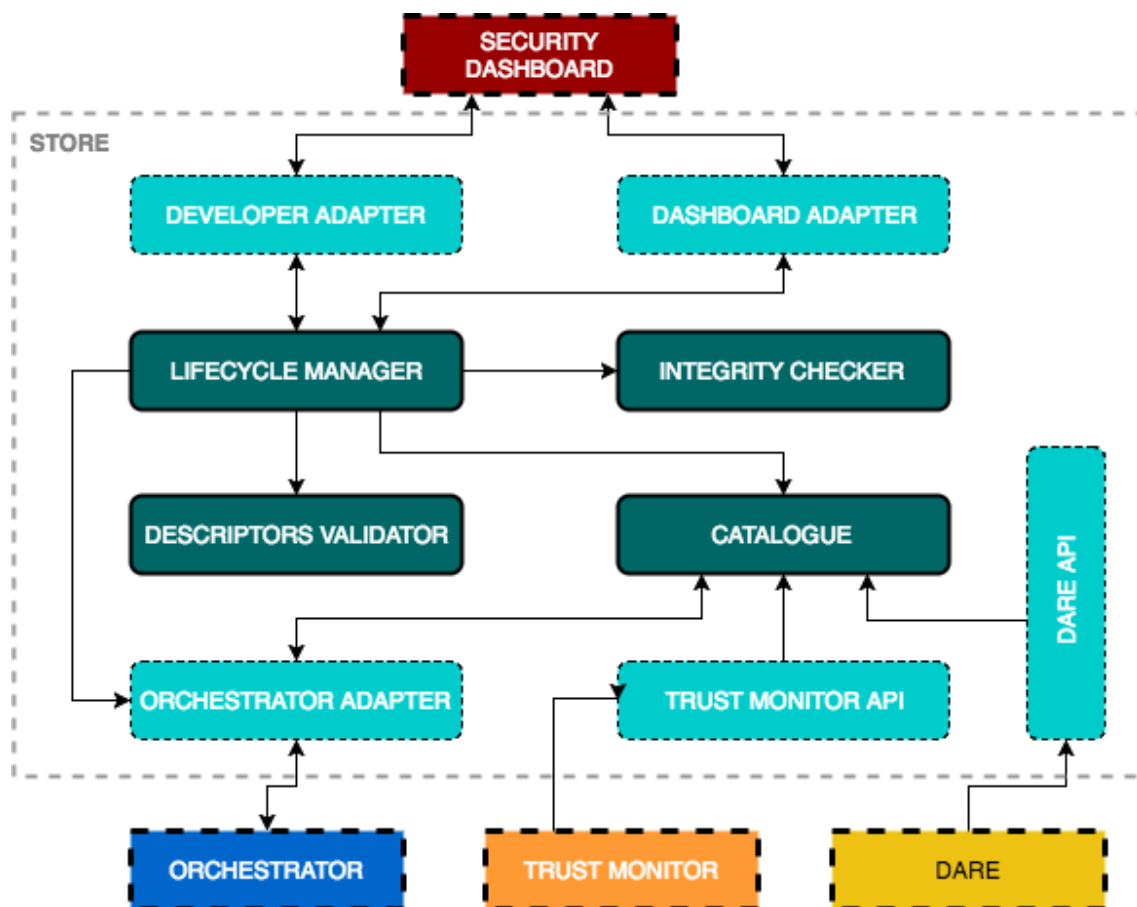 SECURITY
DASHBOARD
STORE
DEVELOPER ADAPTER
DASHBOARD ADAPTER
LIFECYCLE MANAGER
INTEGRITY CHECKER
DESCRIPTORS VALIDATOR
CATALOGUE
DARE API
ORCHESTRATOR ADAPTER
TRUST MONITOR API
ORCHESTRATOR
TRUST MONITOR
DARE